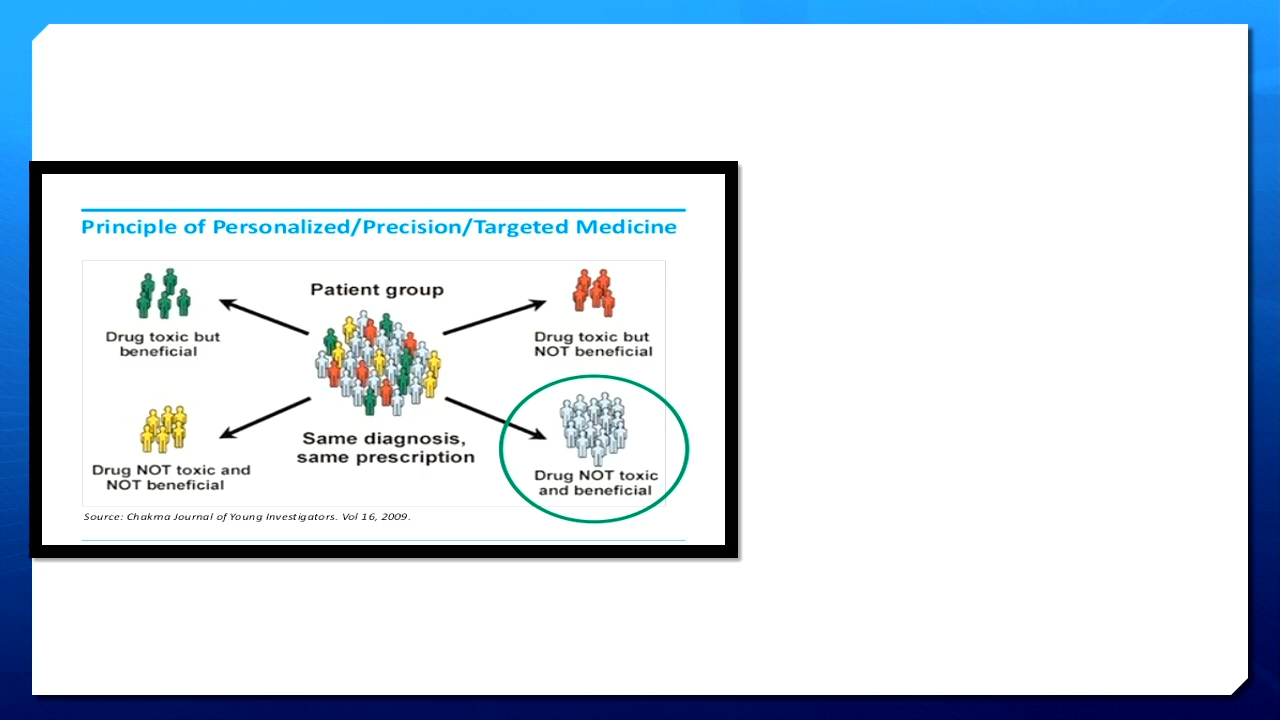 Principle of Personalized/Precision/Targeted Medicine
Patient group
Drug toxic but
beneficial
Drug toxic but
NOT beneficial
Same diagnosis,
same prescription
Drug NOT toxic and
NOT beneficial
Drug NOT toxic
and beneficial
Source: Chakma Journal of Young Investigators. Vol 16, 2009.